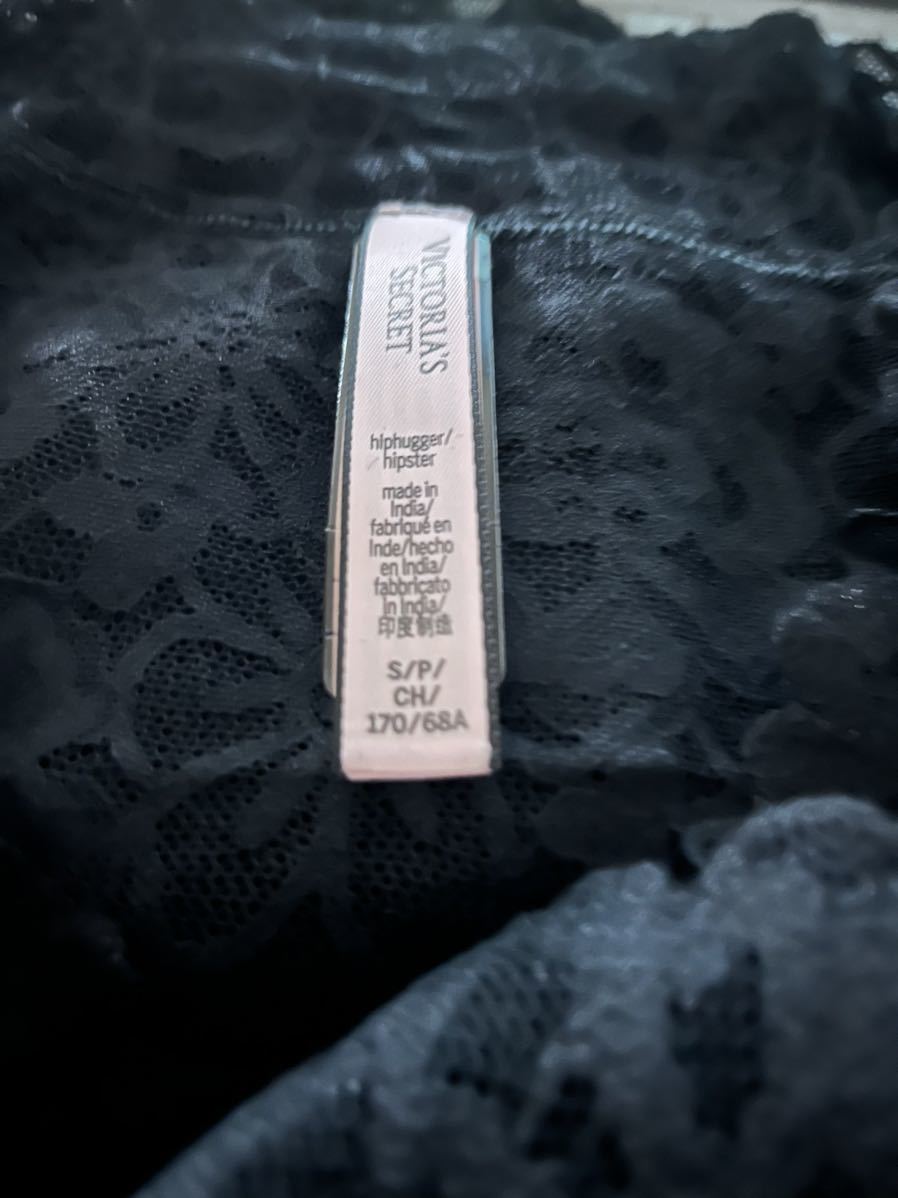 VICTORIA'S
SECRET
hiphugger/
hipster
made in
India/
fabriqué en
Inde/hecho
en India/
fabbricato
in India/
印度制造
S/P/
CH/
170/68A